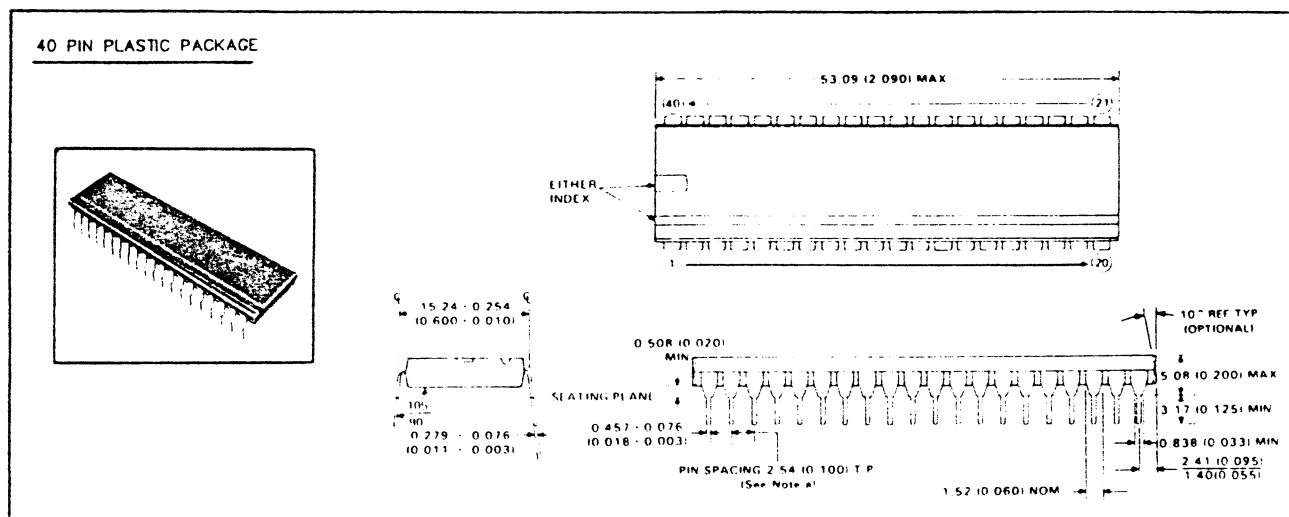 40 PIN PLASTIC PACKAGE
53.09 (2.090) MAX
(40)
(21)
EITHER
INDEX
1
(20)
℄
℄
15.24 - 0.254
(0.600 - 0.010)
10° REF TYP
(OPTIONAL)
0.508 (0.020)
MIN
5.08 (0.200) MAX
SEATING PLANE
105
90
3.17 (0.125) MIN
0.279 - 0.076
(0.011 - 0.003)
0.457 - 0.076
(0.018 - 0.003)
0.838 (0.033) MIN
2.41 (0.095)
1.40 (0.055)
PIN SPACING 2.54 (0.100) T P
(See Note a)
1.52 (0.060) NOM